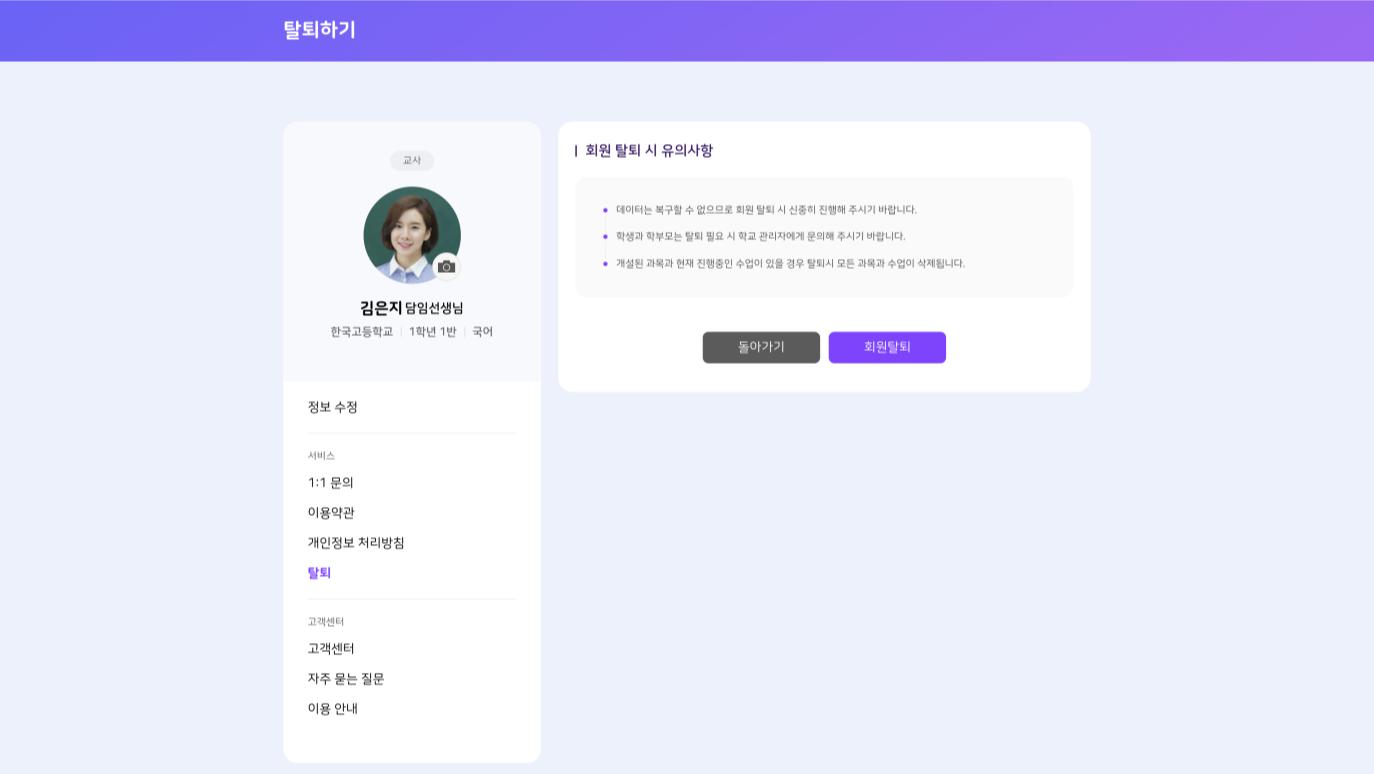 탈퇴하기
교사
김은지 담임선생님
한국고등학교 | 1학년 1반 | 국어
정보 수정
서비스
1:1 문의
이용약관
개인정보 처리방침
탈퇴
고객센터
고객센터
자주 묻는 질문
이용 안내
회원 탈퇴 시 유의사항
데이터는 복구할 수 없으므로 회원 탈퇴 시 신중히 진행해 주시기 바랍니다.
학생과 학부모는 탈퇴 필요 시 학교 관리자에게 문의해 주시기 바랍니다.
개설된 과목과 현재 진행중인 수업이 있을 경우 탈퇴시 모든 과목과 수업이 삭제됩니다.
돌아가기
회원탈퇴